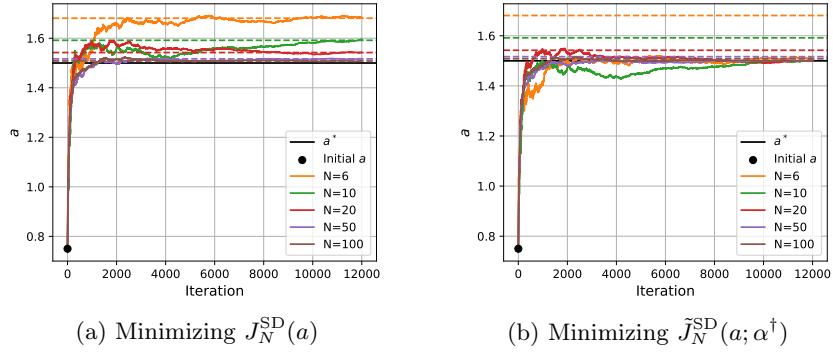 1.6
1.4
1.2
1.0
0.8
a
a*
Initial a
N=6
N=10
N=20
N=50
N=100
0 2000 4000 6000 8000 10000 12000
Iteration
(a) Minimizing J_N^SD(a)
1.6
1.4
1.2
1.0
0.8
a
a*
Initial a
N=6
N=10
N=20
N=50
N=100
0 2000 4000 6000 8000 10000 12000
Iteration
(b) Minimizing J̃_N^SD(a; α†)